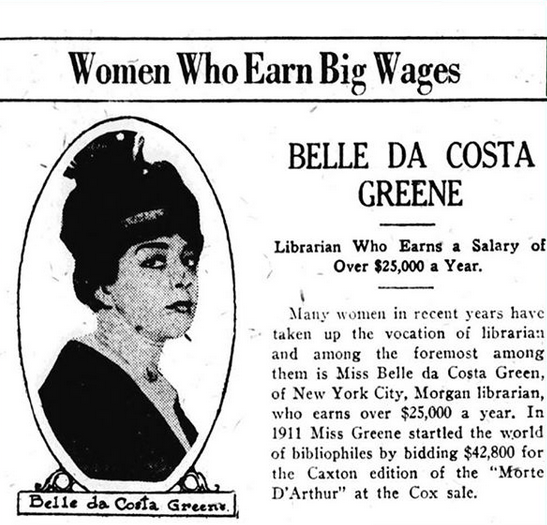 Women Who Earn Big Wages
BELLE DA COSTA
GREENE
Librarian Who Earns a Salary of
Over $25,000 a Year.
Many women in recent years have
taken up the vocation of librarian
and among the foremost among
them is Miss Belle da Costa Green,
of New York City, Morgan librarian,
who earns over $25,000 a year. In
1911 Miss Greene startled the world
of bibliophiles by bidding $42,800 for
the Caxton edition of the "Morte
D'Arthur" at the Cox sale.
Belle da Costa Greene.